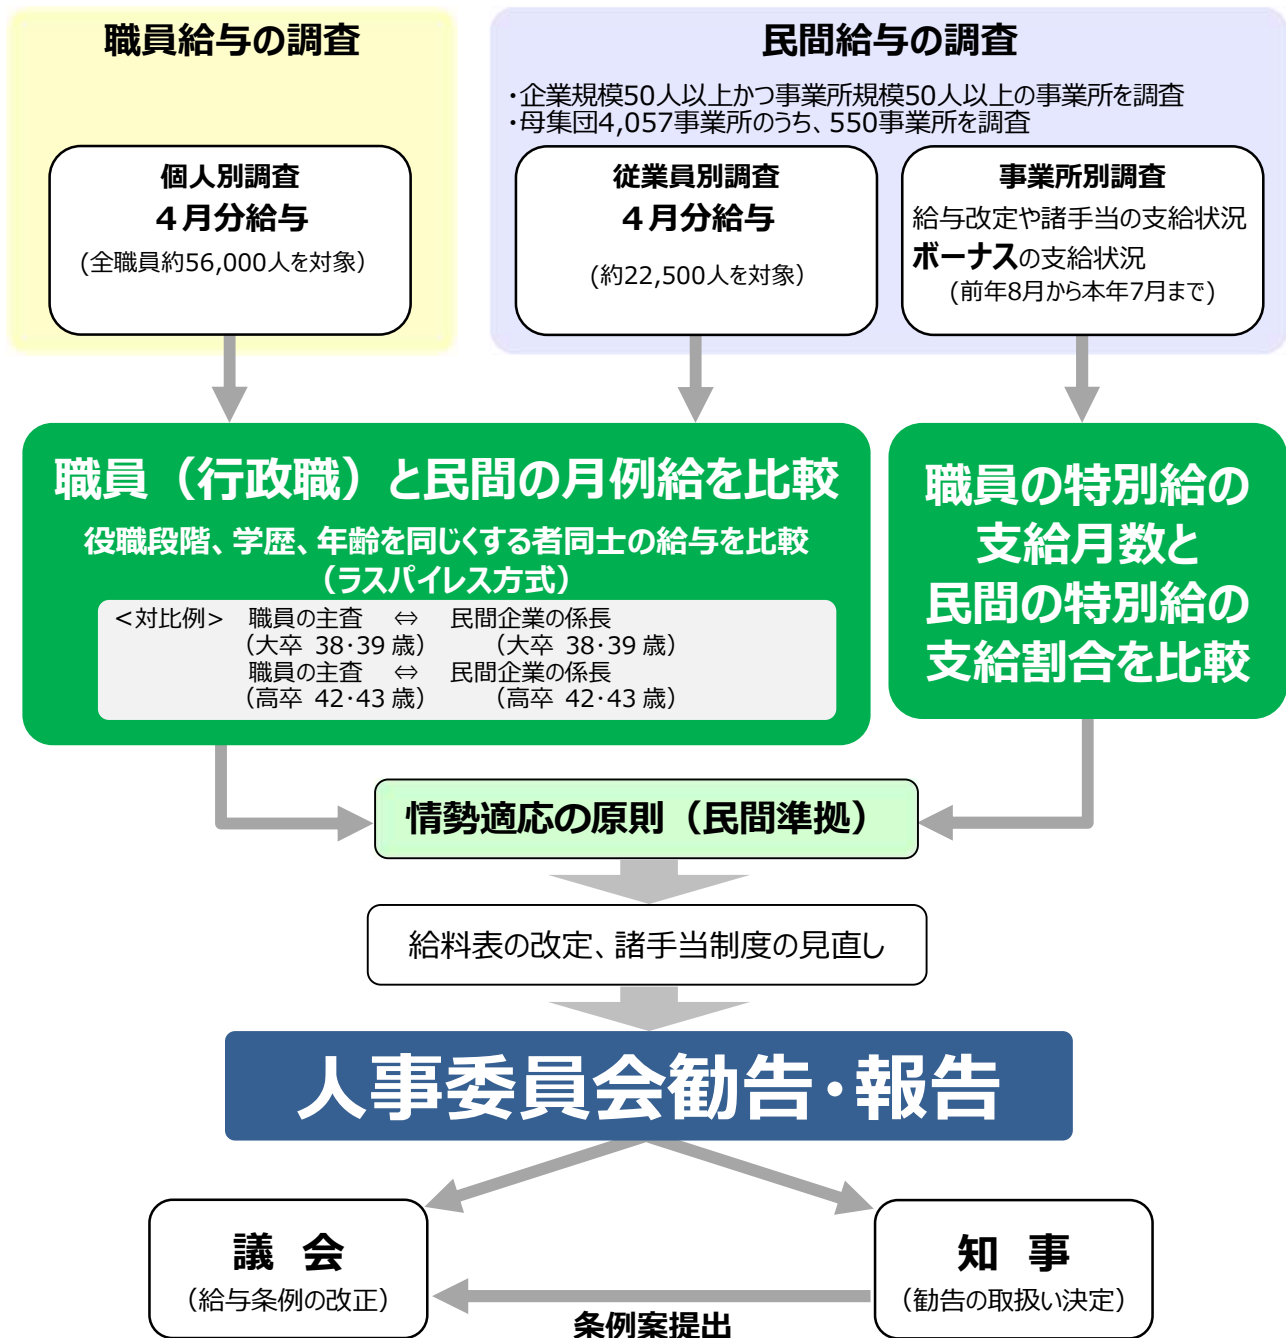 職員給与の調査
個人別調査
４月分給与
(全職員約56,000人を対象）
民間給与の調査
・企業規模50人以上かつ事業所規模50人以上の事業所を調査
・母集団4,057事業所のうち、550事業所を調査
従業員別調査
４月分給与
(約22,500人を対象）
事業所別調査
給与改定や諸手当の支給状況
ボーナスの支給状況
(前年8月から本年7月まで)
職員（行政職）と民間の月例給を比較
役職段階、学歴、年齢を同じくする者同士の給与を比較
（ラスパイレス方式）
<対比例> 職員の主査 ⇔ 民間企業の係長
（大卒 38･39 歳） （大卒 38･39 歳）
職員の主査 ⇔ 民間企業の係長
（高卒 42･43 歳） （高卒 42･43 歳）
職員の特別給の
支給月数と
民間の特別給の
支給割合を比較
情勢適応の原則（民間準拠）
給料表の改定、諸手当制度の見直し
人事委員会勧告･報告
議 会
（給与条例の改正）
知 事
（勧告の取扱い決定）
条例案提出